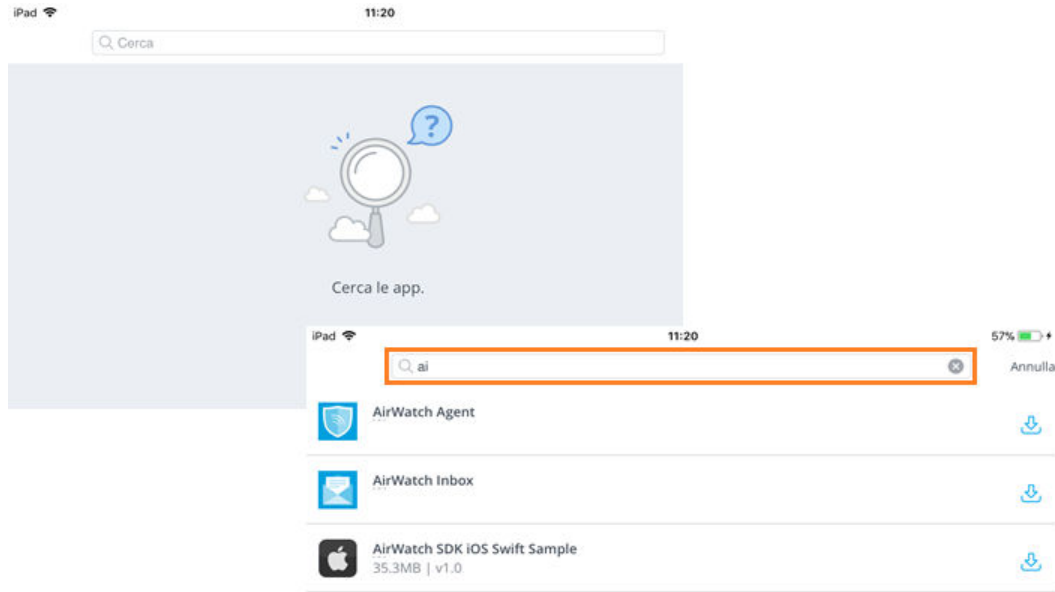 iPad 11:20
Cerca
?
Cerca le app.
iPad 11:20 57%
ai Annulla
AirWatch Agent
AirWatch Inbox
AirWatch SDK iOS Swift Sample
35.3MB | v1.0